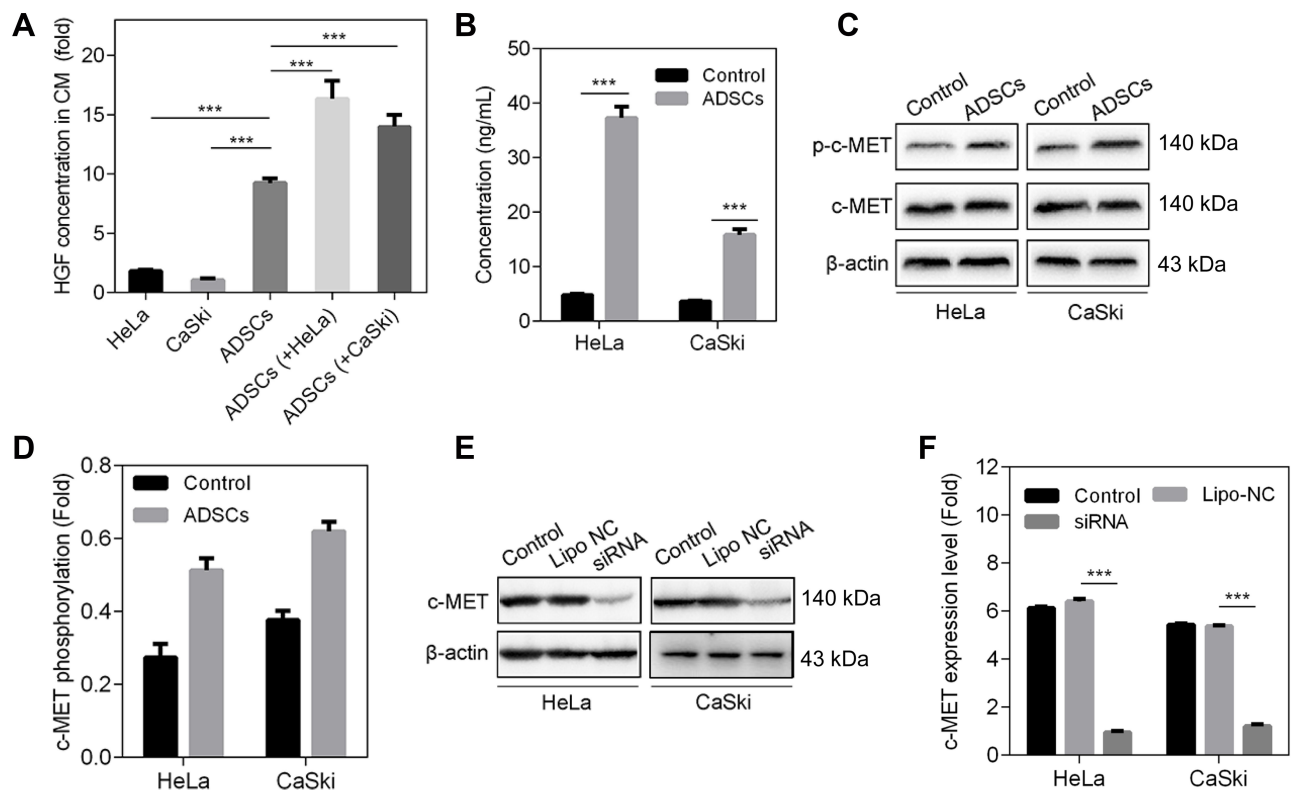 A
HGF concentration in CM (fold)
20
15
10
5
0
***
***
***
***
HeLa
CaSki
ADSCs
ADSCs (+HeLa)
ADSCs (+CaSki)
B
Concentration (ng/mL)
50
40
30
20
10
0
Control
ADSCs
***
***
HeLa
CaSki
C
Control
ADSCs
Control
ADSCs
p-c-MET
140 kDa
c-MET
140 kDa
β-actin
43 kDa
HeLa
CaSki
D
c-MET phosphorylation (Fold)
0.8
0.6
0.4
0.2
0.0
Control
ADSCs
HeLa
CaSki
E
Control
Lipo NC
siRNA
Control
Lipo NC
siRNA
c-MET
140 kDa
β-actin
43 kDa
HeLa
CaSki
F
c-MET expression level (Fold)
12
10
8
6
4
2
0
Control
Lipo-NC
siRNA
***
***
HeLa
CaSki